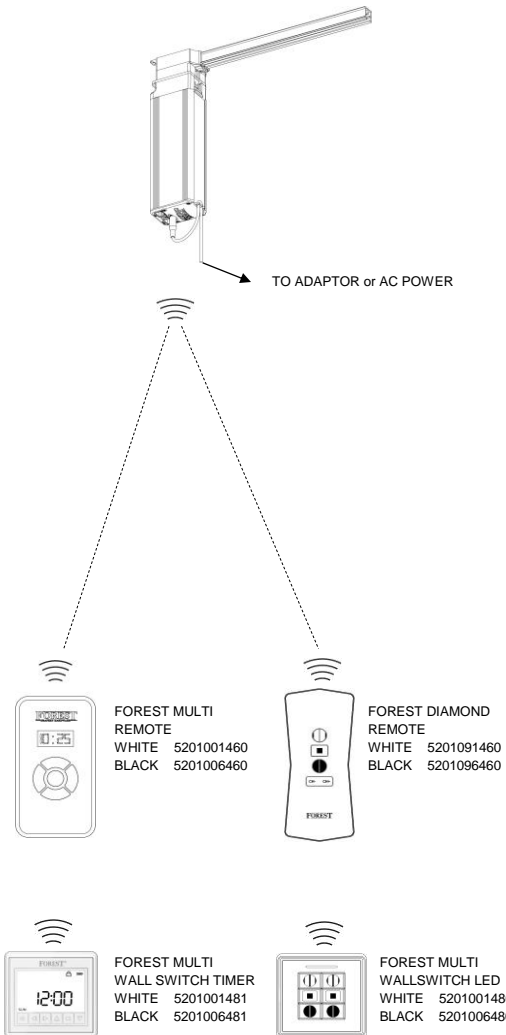 TO ADAPTOR or AC POWER
FOREST
10:25
FOREST MULTI
REMOTE
WHITE 5201001460
BLACK 5201006460
FOREST
FOREST DIAMOND
REMOTE
WHITE 5201091460
BLACK 5201096460
FOREST
12:00
FOREST MULTI
WALL SWITCH TIMER
WHITE 5201001481
BLACK 5201006481
FOREST MULTI
WALLSWITCH LED
WHITE
BLACK